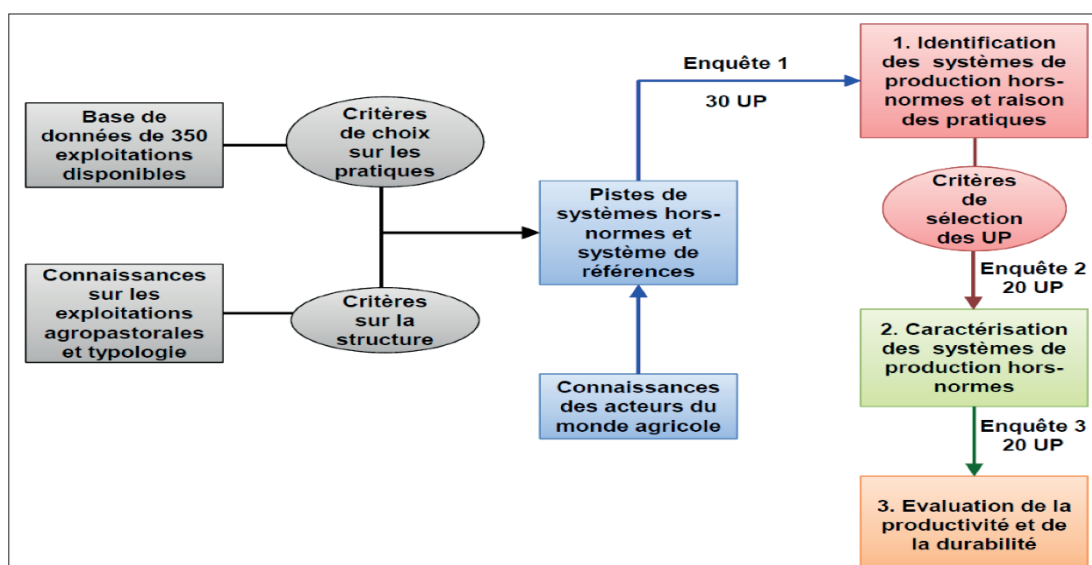 Base de
données de 350
exploitations
disponibles
Critères
de choix
sur les
pratiques
Connaissances
sur les
exploitations
agropastorales
et typologie
Critères
sur la
structure
Pistes de
systèmes hors-
normes et
système de
références
Connaissances
des acteurs du
monde agricole
Enquête 1
30 UP
1. Identification
des systèmes de
production hors-
normes et raison
des pratiques
Critères
de
sélection
des UP
Enquête 2
20 UP
2. Caractérisation
des systèmes de
production hors-
normes
Enquête 3
20 UP
3. Evaluation de la
productivité et de
la durabilité